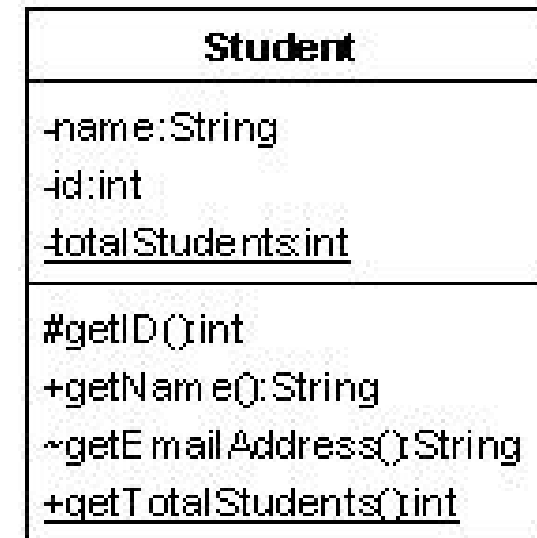 Student
-name:String
-id:int
-totalStudents:int
#getID():int
+getName():String
~getEmailAddress():String
+getTotalStudents():int